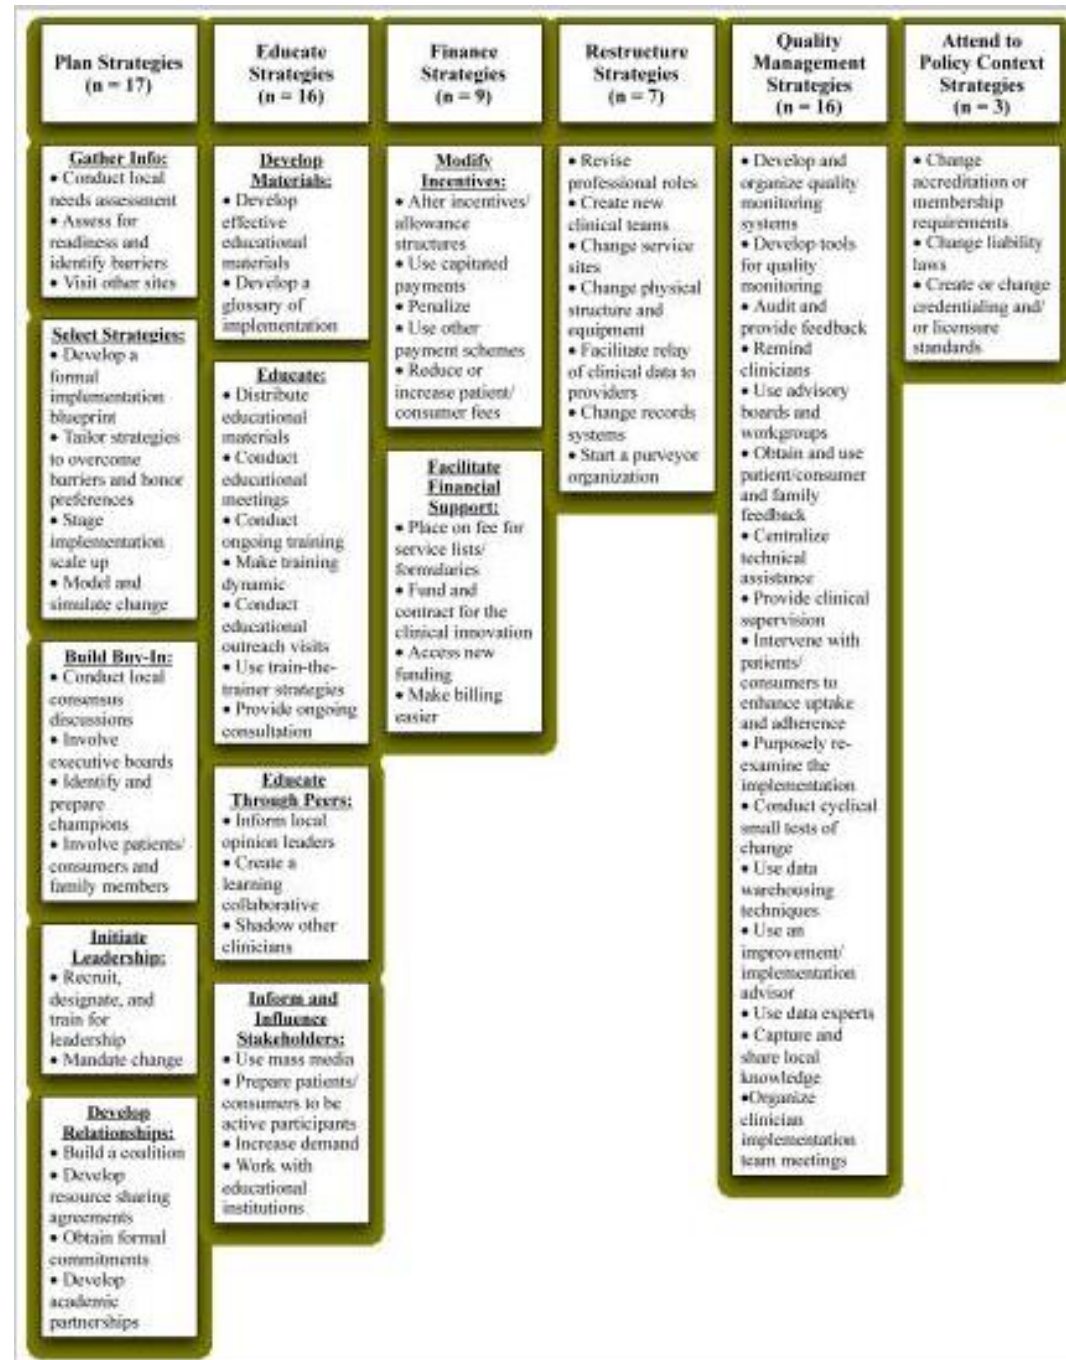 Plan Strategies
(n = 17)
Gather Info:
• Conduct local
needs assessment
• Assess for
readiness and
identify barriers
• Visit other sites
Select Strategies:
• Develop a
formal
implementation
blueprint
• Tailor strategies
to overcome
barriers and honor
preferences
• Stage
implementation
scale up
• Model and
simulate change
Build Buy-In:
• Conduct local
consensus
discussions
• Involve
executive boards
• Identify and
prepare
champions
• Involve patients/
consumers and
family members
Initiate
Leadership:
• Recruit,
designate, and
train for
leadership
• Mandate change
Develop
Relationships:
• Build a coalition
• Develop
resource sharing
agreements
• Obtain formal
commitments
• Develop
academic
partnerships
Educate
Strategies
(n = 16)
Develop
Materials:
• Develop
effective
educational
materials
• Develop a
glossary of
implementation
Educate:
• Distribute
educational
materials
• Conduct
educational
meetings
• Conduct
ongoing training
• Make training
dynamic
• Conduct
educational
outreach visits
• Use train-the-
trainer strategies
• Provide ongoing
consultation
Educate
Through Peers:
• Inform local
opinion leaders
• Create a
learning
collaborative
• Shadow other
clinicians
Inform and
Influence
Stakeholders:
• Use mass media
• Prepare patients/
consumers to be
active participants
• Increase demand
• Work with
educational
institutions
Finance
Strategies
(n = 9)
Modify
Incentives:
• Alter incentives/
allowance
structures
• Use capitated
payments
• Penalize
• Use other
payment schemes
• Reduce or
increase patient/
consumer fees
Facilitate
Financial
Support:
• Place on fee for
service lists/
formularies
• Fund and
contract for the
clinical innovation
• Access new
funding
• Make billing
easier
Restructure
Strategies
(n = 7)
• Revise
professional roles
• Create new
clinical teams
• Change service
sites
• Change physical
structure and
equipment
• Facilitate relay
of clinical data to
providers
• Change records
systems
• Start a purveyor
organization
Quality
Management
Strategies
(n = 16)
• Develop and
organize quality
monitoring
systems
• Develop tools
for quality
monitoring
• Audit and
provide feedback
• Remind
clinicians
• Use advisory
boards and
workgroups
• Obtain and use
patient/consumer
and family
feedback
• Centralize
technical
assistance
• Provide clinical
supervision
• Intervene with
patients/
consumers to
enhance uptake
and adherence
• Purposely re-
examine the
implementation
• Conduct cyclical
small tests of
change
• Use data
warehousing
techniques
• Use an
improvement/
implementation
advisor
• Use data experts
• Capture and
share local
knowledge
•Organize
clinician
implementation
team meetings
Attend to
Policy Context
Strategies
(n = 3)
• Change
accreditation or
membership
requirements
• Change liability
laws
• Create or change
credentialing and/
or licensure
standards